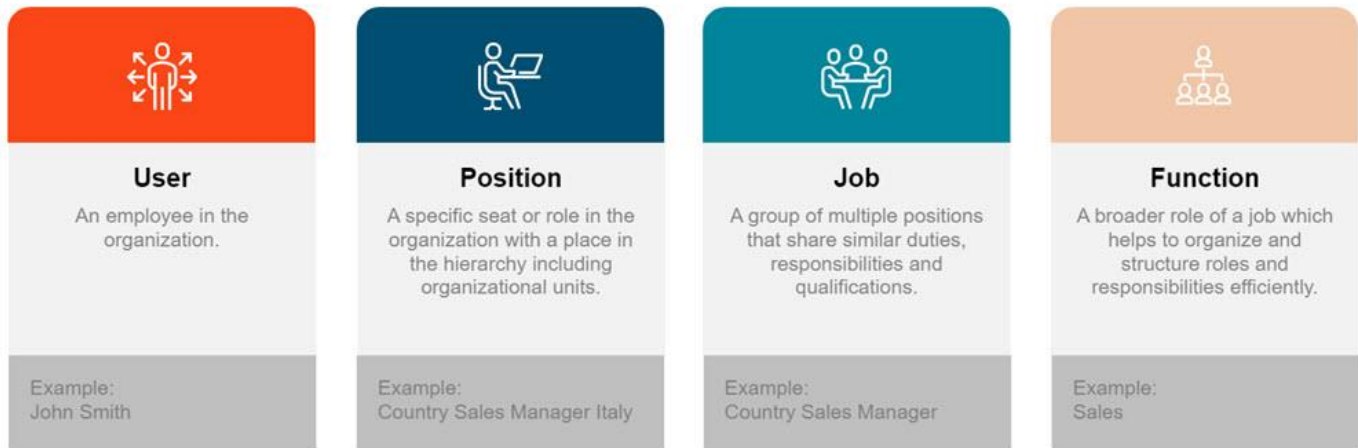 User
An employee in the
organization.
Example:
John Smith
Position
A specific seat or role in the
organization with a place in
the hierarchy including
organizational units.
Example:
Country Sales Manager Italy
Job
A group of multiple positions
that share similar duties,
responsibilities and
qualifications.
Example:
Country Sales Manager
Function
A broader role of a job which
helps to organize and
structure roles and
responsibilities efficiently.
Example:
Sales